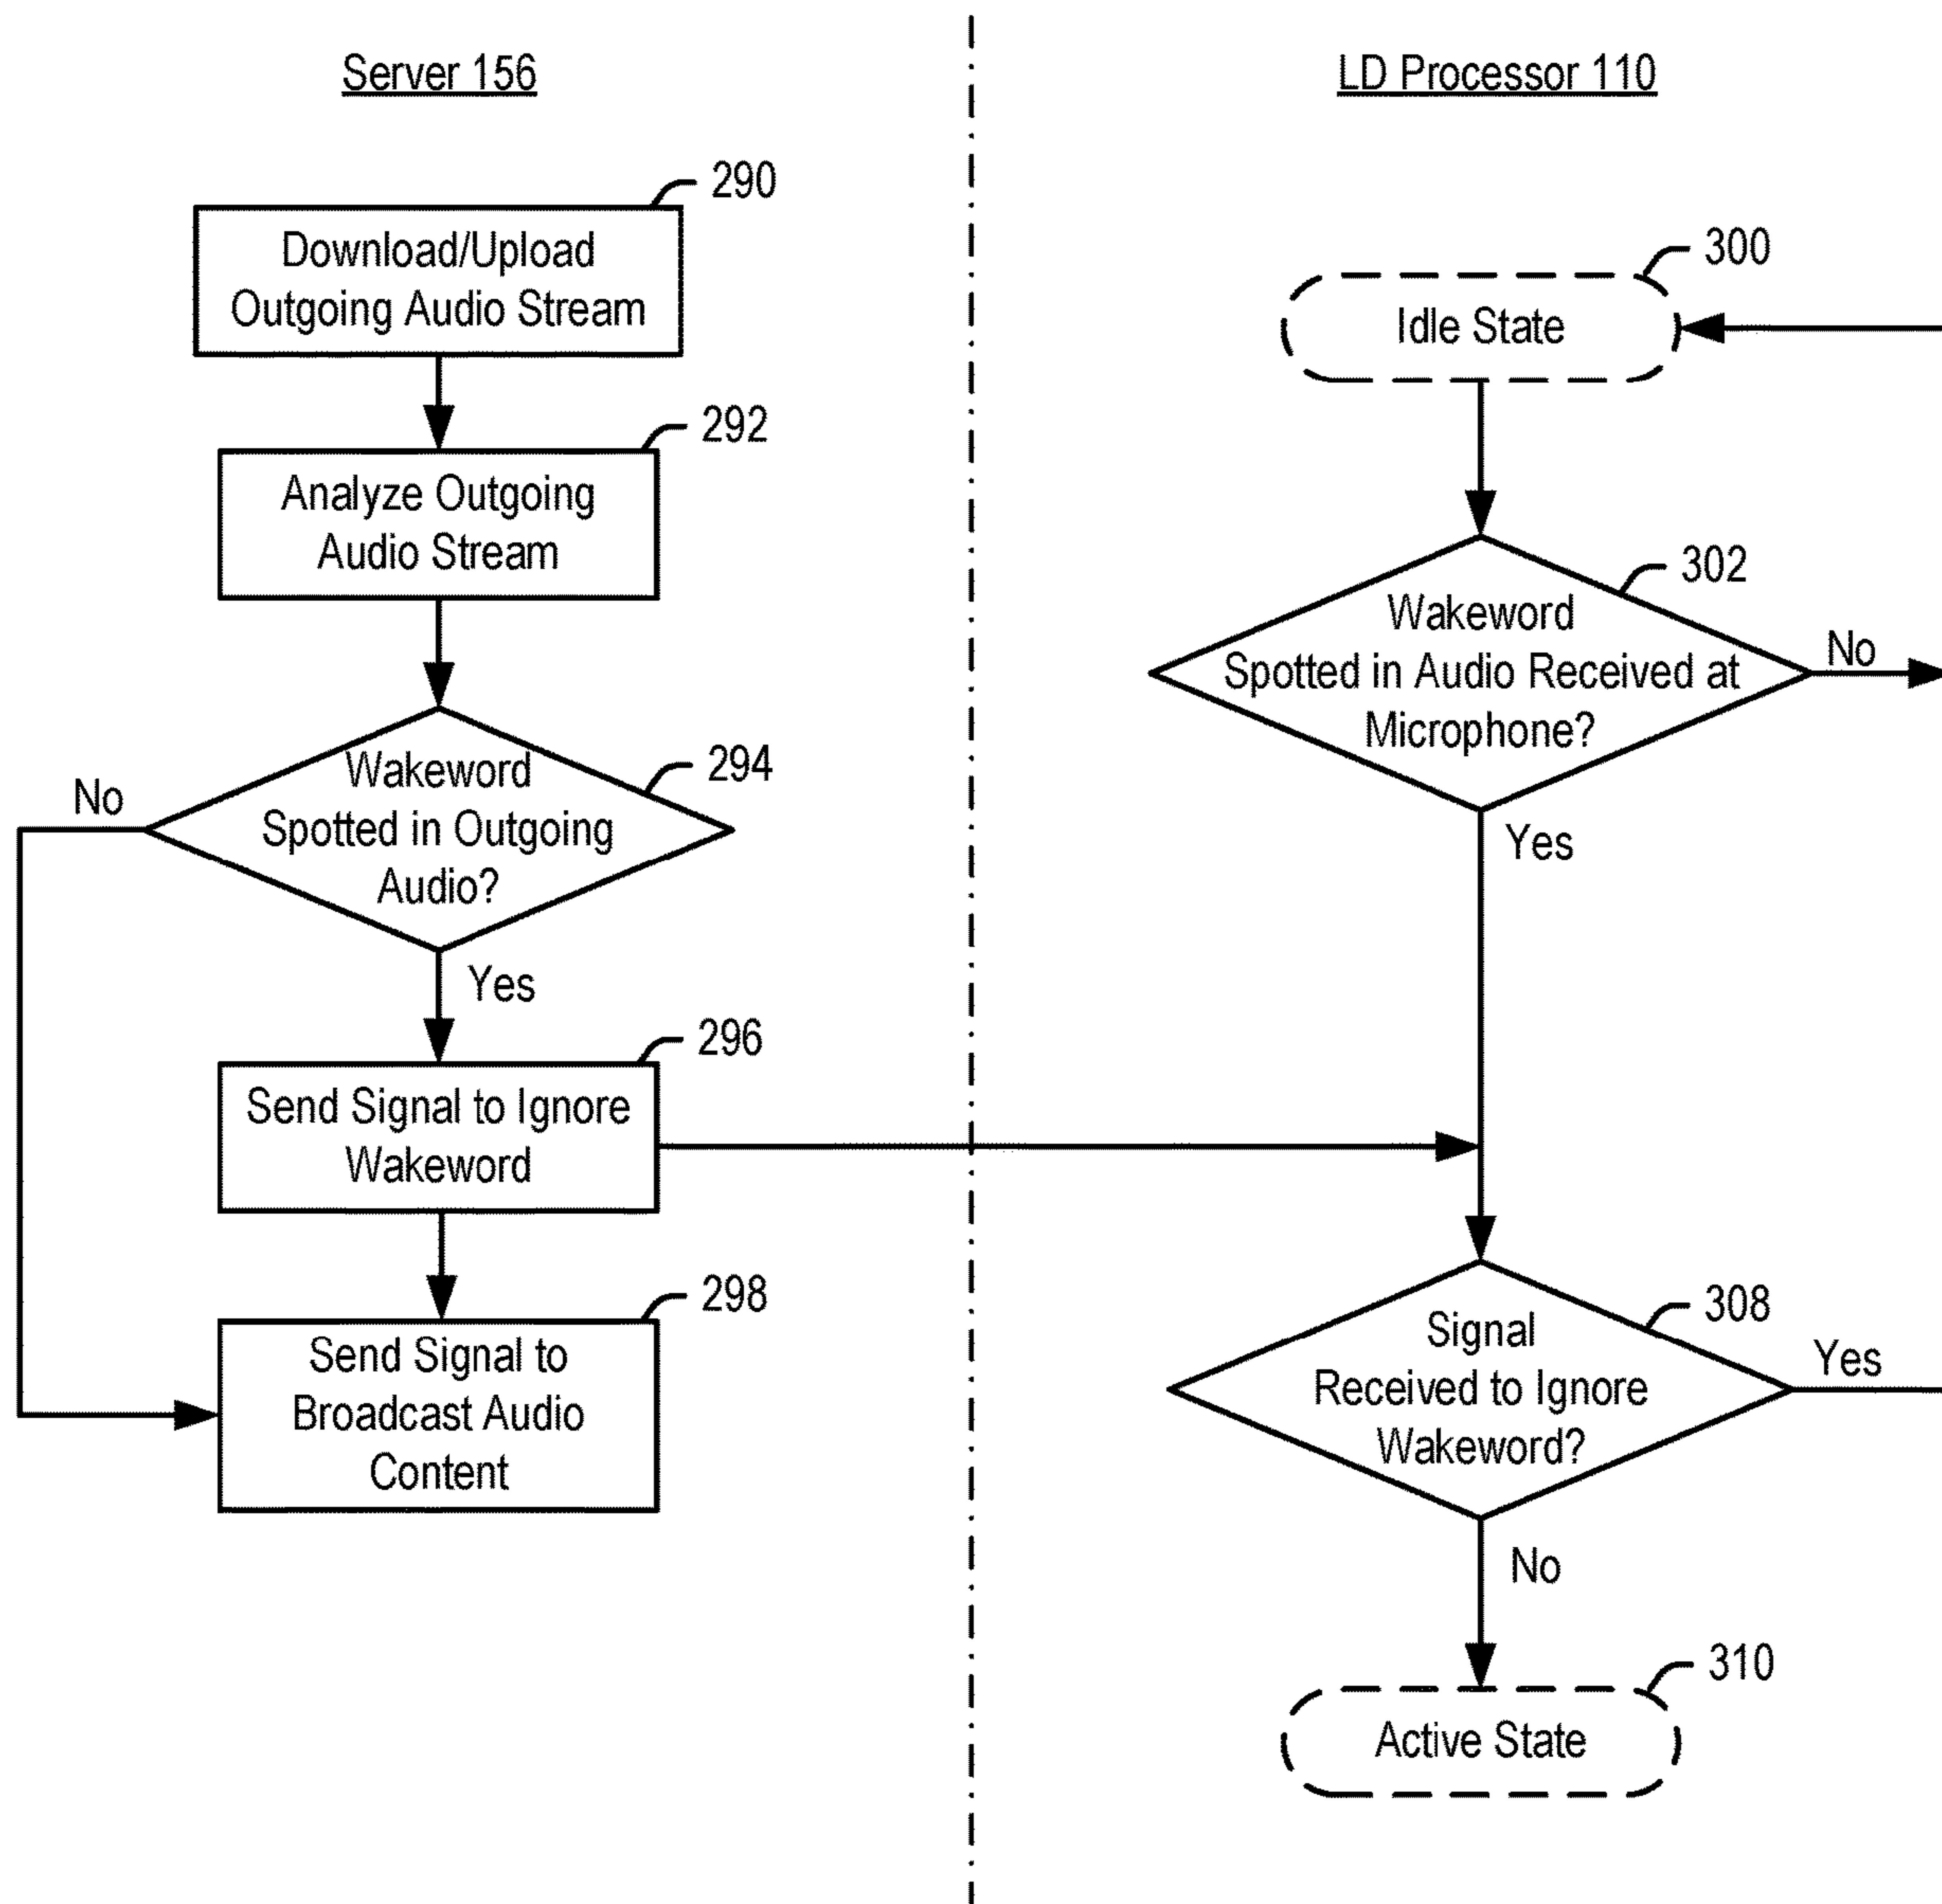 Server 156
290
Download/Upload
Outgoing Audio Stream
292
Analyze Outgoing
Audio Stream
294
Wakeword
Spotted in Outgoing
Audio?
No
Yes
296
Send Signal to Ignore
Wakeword
298
Send Signal to
Broadcast Audio
Content
LD Processor 110
300
Idle State
302
Wakeword
Spotted in Audio Received at
Microphone?
No
Yes
308
Signal
Received to Ignore
Wakeword?
Yes
No
310
Active State